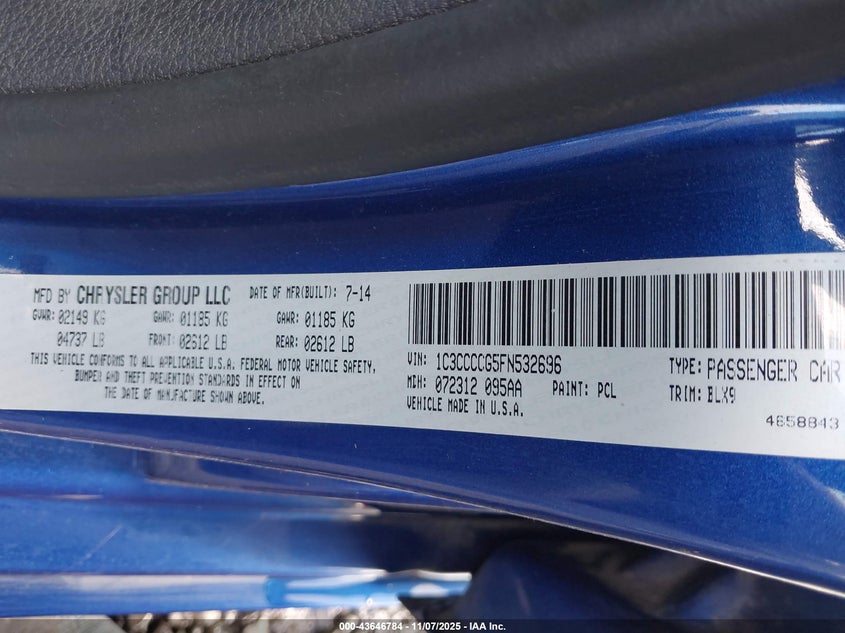 MFD BY CHRYSLER GROUP LLC DATE OF MFR(BUILT): 7-14
GVWR: 02149 KG GAWR: 01185 KG GAWR: 01185 KG
04737 LB FRONT: 02612 LB REAR: 02612 LB
THIS VEHICLE CONFORMS TO ALL APPLICABLE U.S.A. FEDERAL MOTOR VEHICLE SAFETY,
BUMPER AND THEFT PREVENTION STANDARDS IN EFFECT ON
THE DATE OF MANUFACTURE SHOWN ABOVE.
VIN: 1C3CCCCG5FN532696 TYPE: PASSENGER CAR
MDH: 072312 095AA PAINT: PCL TRIM: BLX9
VEHICLE MADE IN U.S.A.
4658843
000-43646784 - 11/07/2025 - IAA Inc.